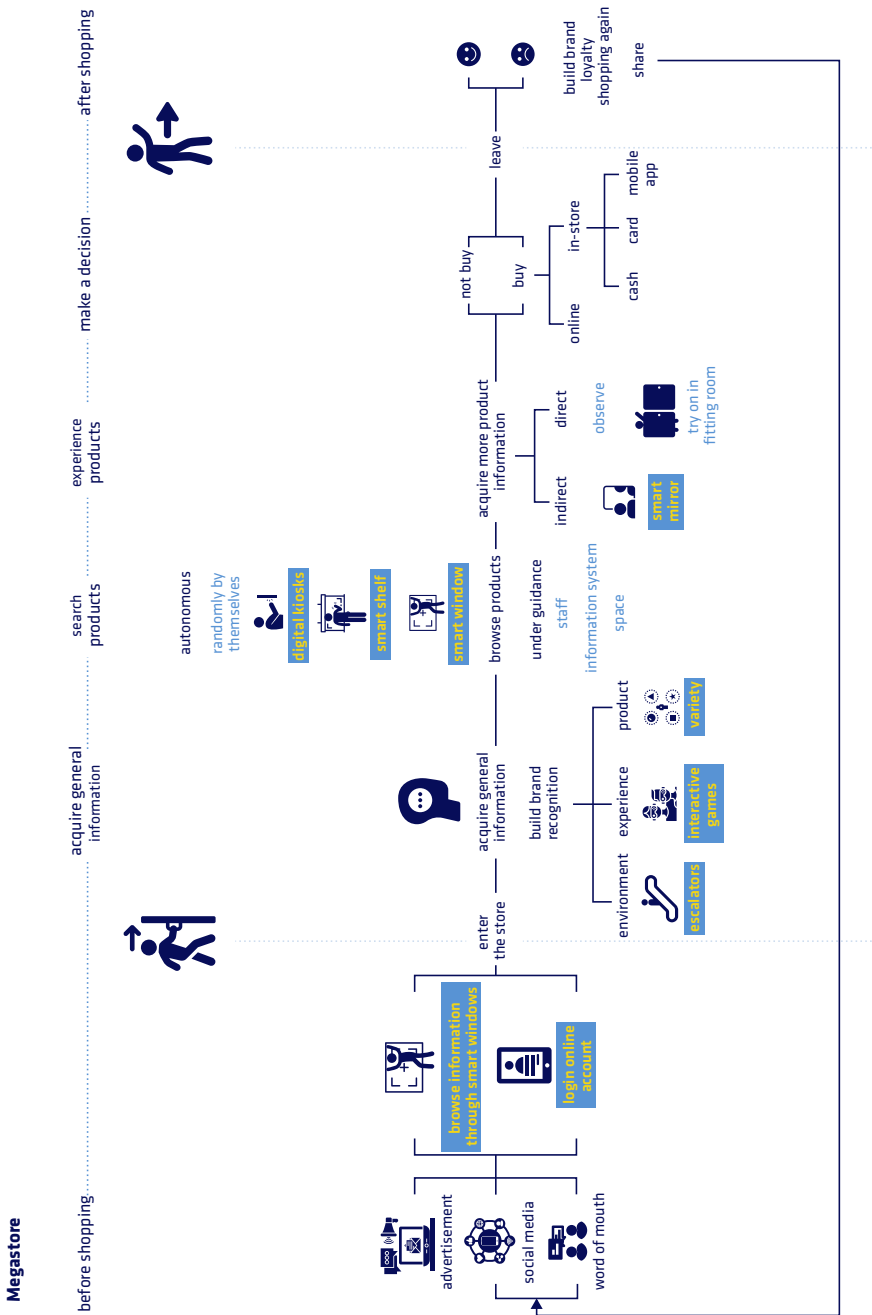 Megastore
before shopping
acquire general
information
search
products
experience
products
make a decision
after shopping
advertisement
social media
word of mouth
browse information
through smart windows
login online
account
enter
the store
acquire general
information
build brand
recognition
environment
escalators
experience
interactive
games
product
variety
autonomous
randomly by
themselves
digital kiosks
smart shelf
smart window
browse products
under guidance
staff
information system
space
acquire more product
information
indirect
smart
mirror
direct
observe
try on in
fitting room
not buy
buy
online
in-store
cash
card
mobile
app
leave
build brand
loyalty
shopping again
share